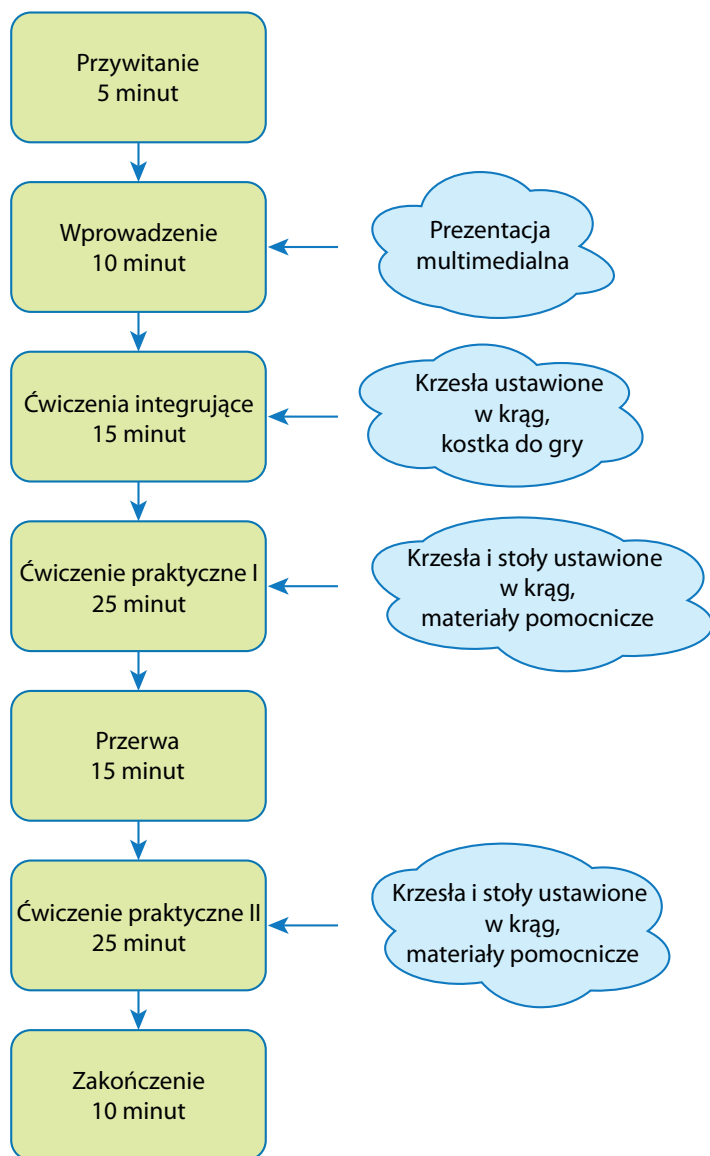 Przywitanie
5 minut
Wprowadzenie
10 minut
Prezentacja
multimedialna
Ćwiczenia integrujące
15 minut
Krzesła ustawione
w krąg,
kostka do gry
Ćwiczenie praktyczne I
25 minut
Krzesła i stoły ustawione
w krąg,
materiały pomocnicze
Przerwa
15 minut
Ćwiczenie praktyczne II
25 minut
Krzesła i stoły ustawione
w krąg,
materiały pomocnicze
Zakończenie
10 minut